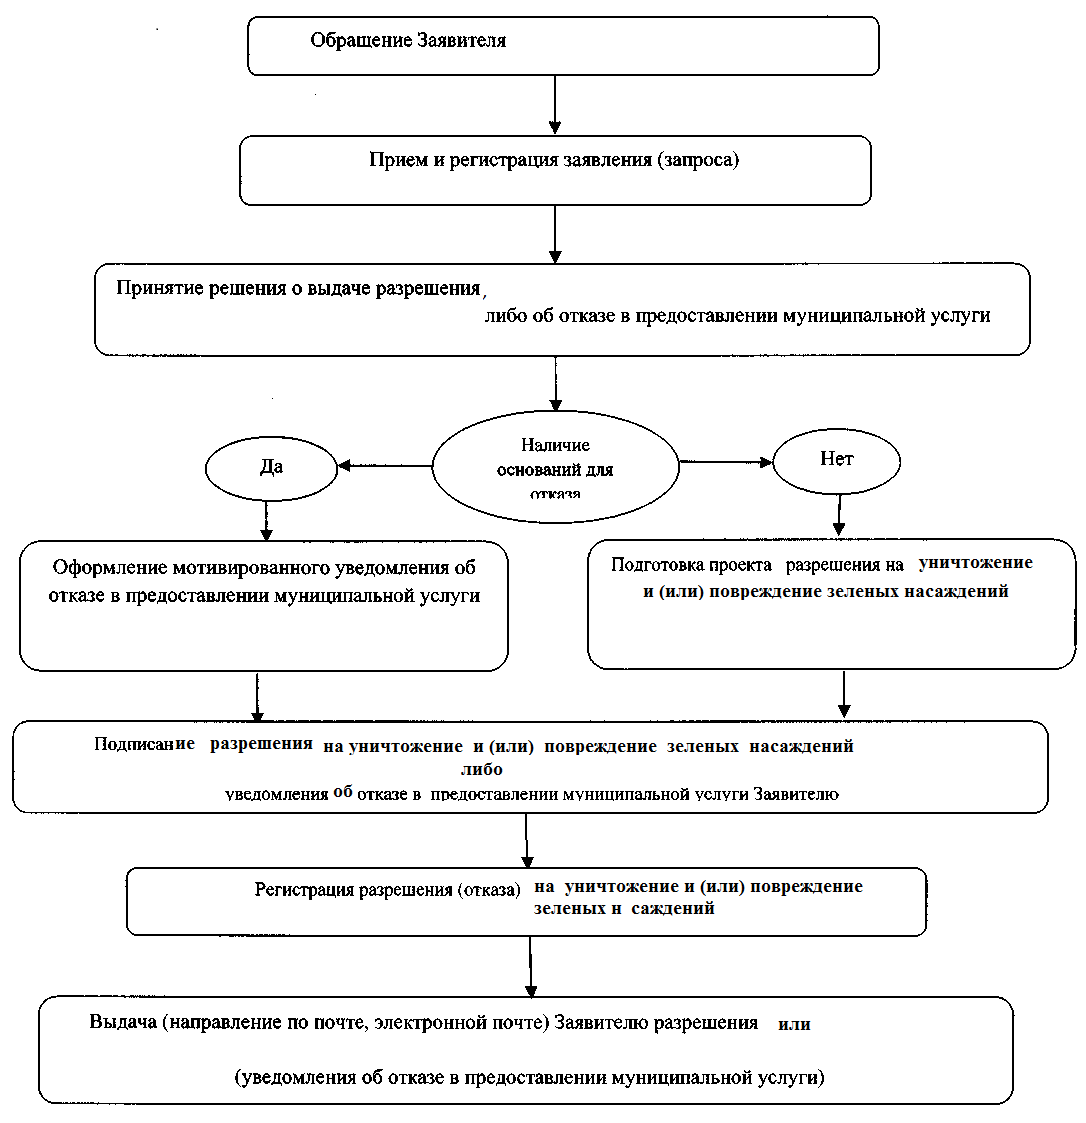 Обращение Заявителя
Прием и регистрация заявления (запроса)
Принятие решения о выдаче разрешения,
либо об отказе в предоставлении муниципальной услуги
Наличие
оснований для
отказа
Да
Нет
Оформление мотивированного уведомления об
отказе в предоставлении муниципальной услуги
Подготовка проекта разрешения на уничтожение
и (или) повреждение зеленых насаждений
Подписание разрешения на уничтожение и (или) повреждение зеленых насаждений
либо
уведомления об отказе в предоставлении муниципальной услуги Заявителю
Регистрация разрешения (отказа) на уничтожение и (или) повреждение
зеленых н саждений
Выдача (направление по почте, электронной почте) Заявителю разрешения или
(уведомления об отказе в предоставлении муниципальной услуги)